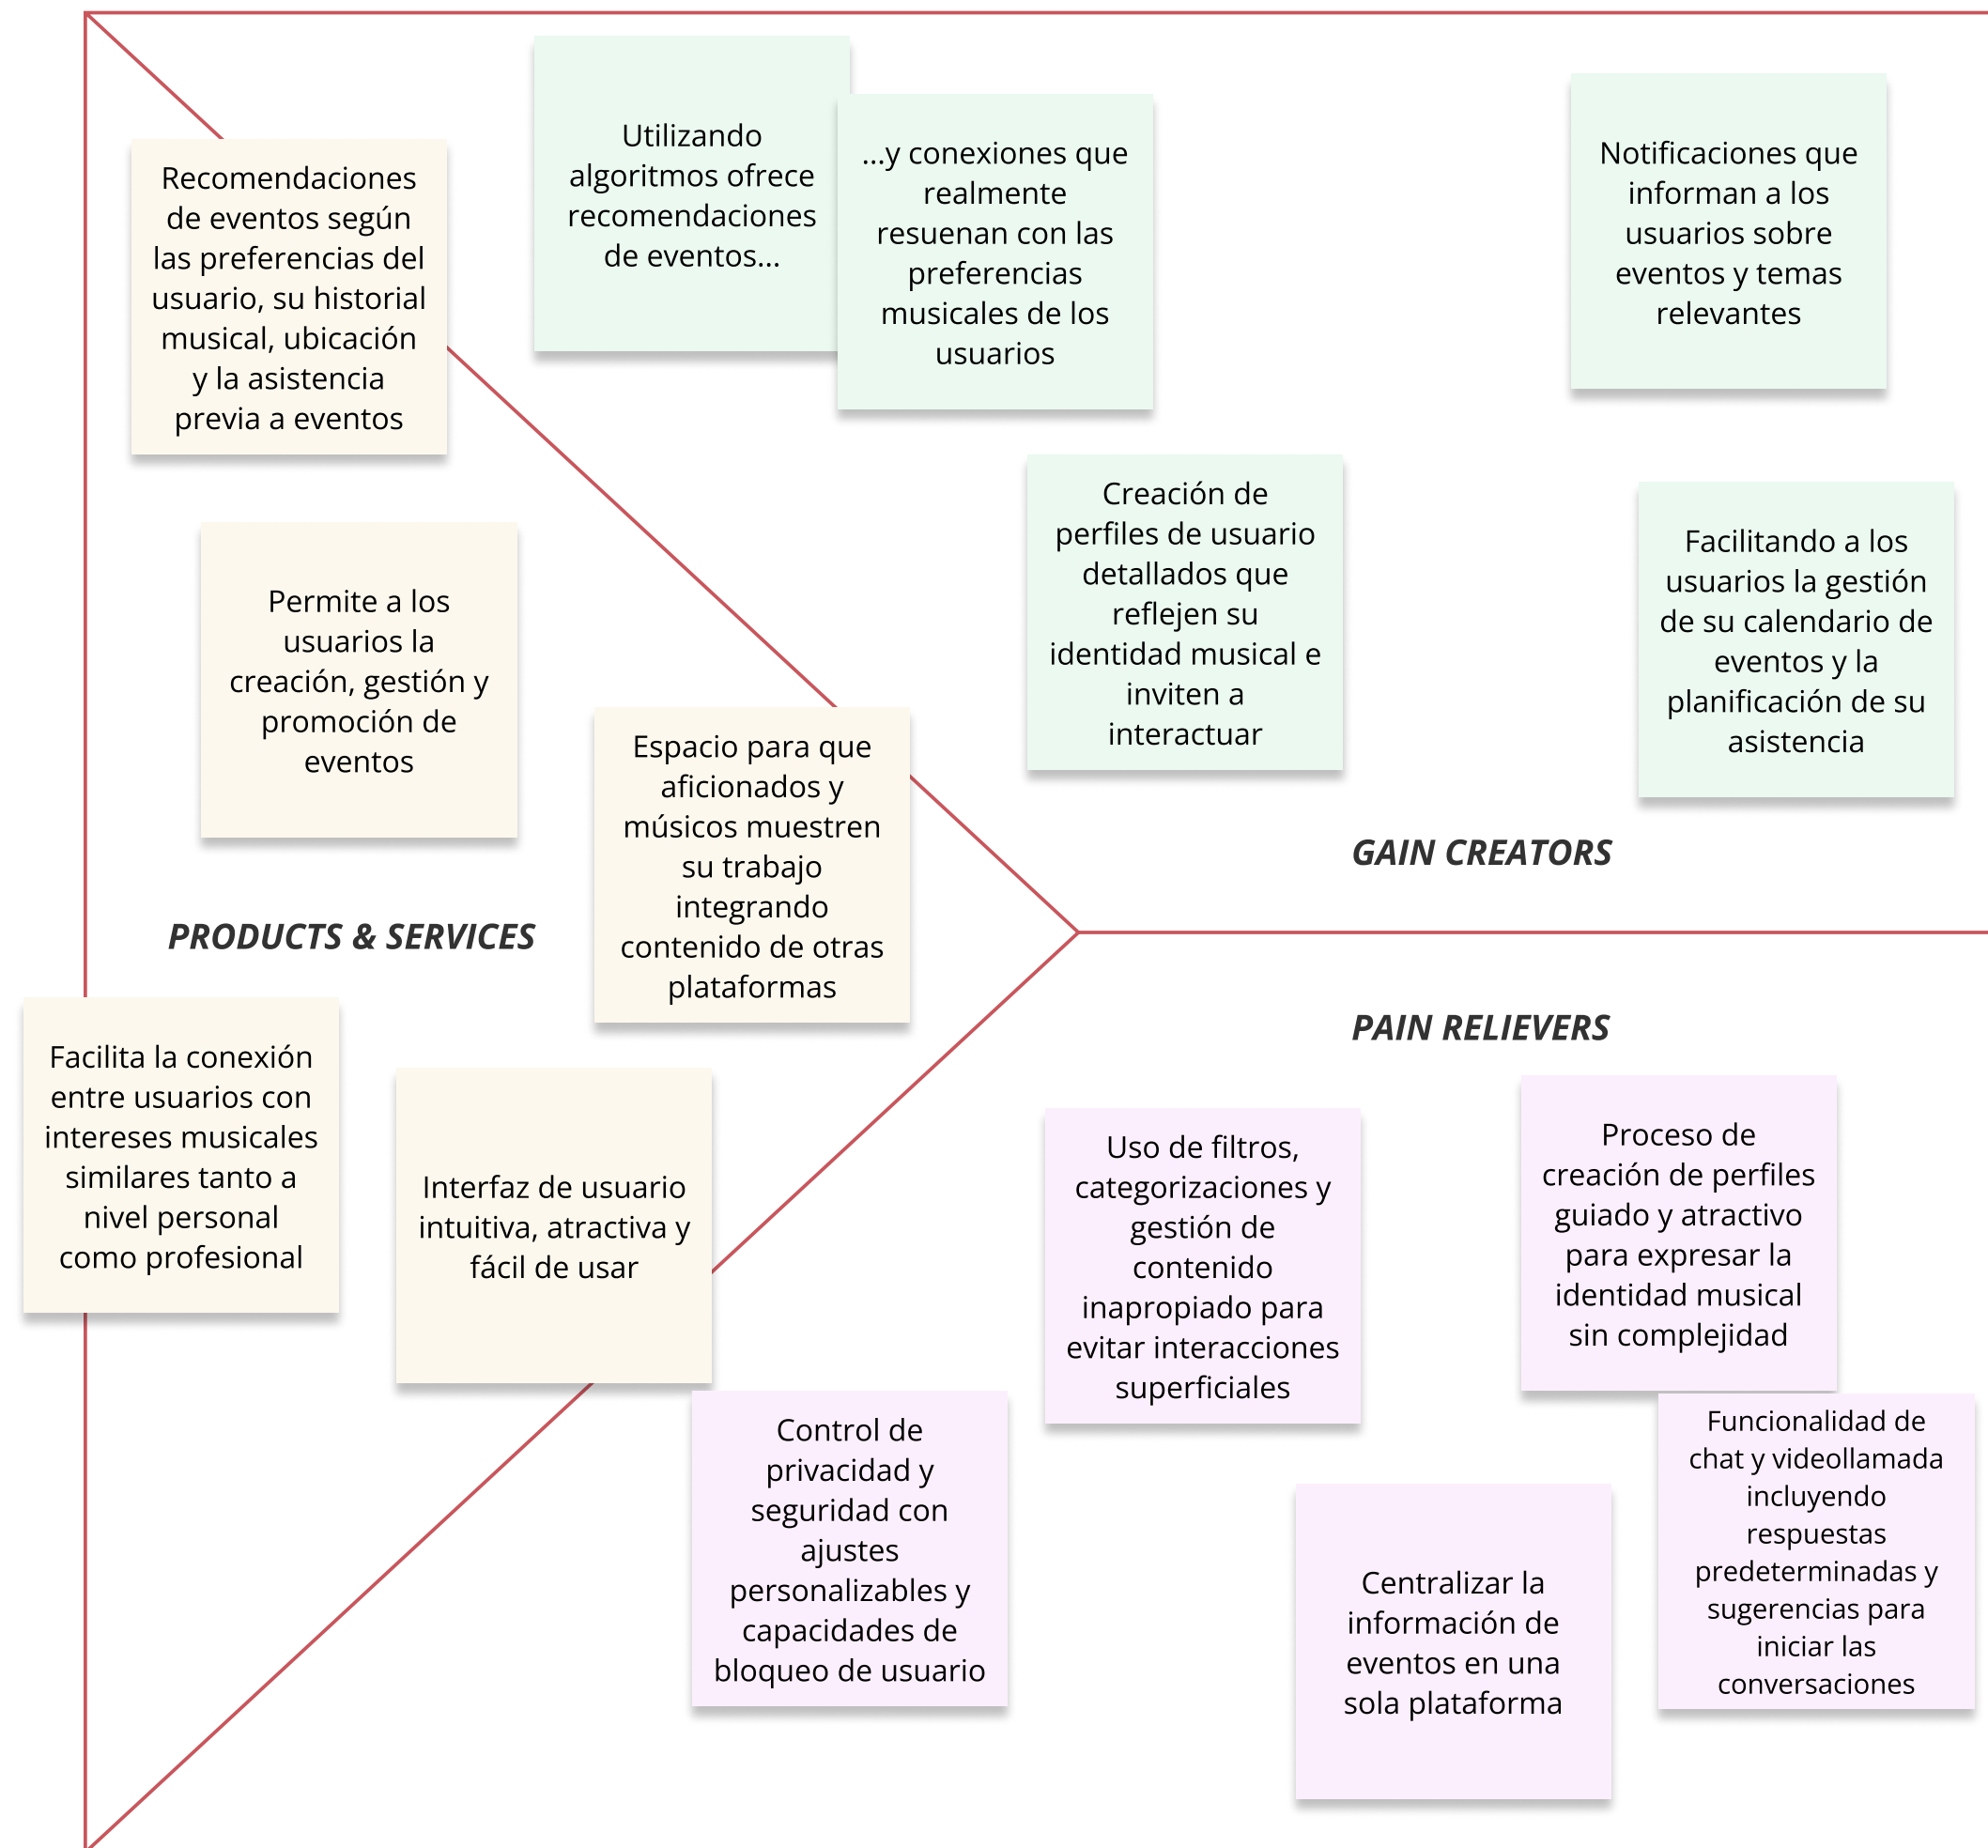 Recomendaciones
de eventos según
las preferencias del
usuario, su historial
musical, ubicación
y la asistencia
previa a eventos
Permite a los
usuarios la
creación, gestión y
promoción de
eventos
Espacio para que
aficionados y
músicos muestren
su trabajo
integrando
contenido de otras
plataformas
PRODUCTS & SERVICES
Facilita la conexión
entre usuarios con
intereses musicales
similares tanto a
nivel personal
como profesional
Interfaz de usuario
intuitiva, atractiva y
fácil de usar
Utilizando
algoritmos ofrece
recomendaciones
de eventos...
...y conexiones que
realmente
resuenan con las
preferencias
musicales de los
usuarios
Notificaciones que
informan a los
usuarios sobre
eventos y temas
relevantes
Creación de
perfiles de usuario
detallados que
reflejen su
identidad musical e
inviten a
interactuar
Facilitando a los
usuarios la gestión
de su calendario de
eventos y la
planificación de su
asistencia
GAIN CREATORS
PAIN RELIEVERS
Uso de filtros,
categorizaciones y
gestión de
contenido
inapropiado para
evitar interacciones
superficiales
Proceso de
creación de perfiles
guiado y atractivo
para expresar la
identidad musical
sin complejidad
Control de
privacidad y
seguridad con
ajustes
personalizables y
capacidades de
bloqueo de usuario
Centralizar la
información de
eventos en una
sola plataforma
Funcionalidad de
chat y videollamada
incluyendo
respuestas
predeterminadas y
sugerencias para
iniciar las
conversaciones